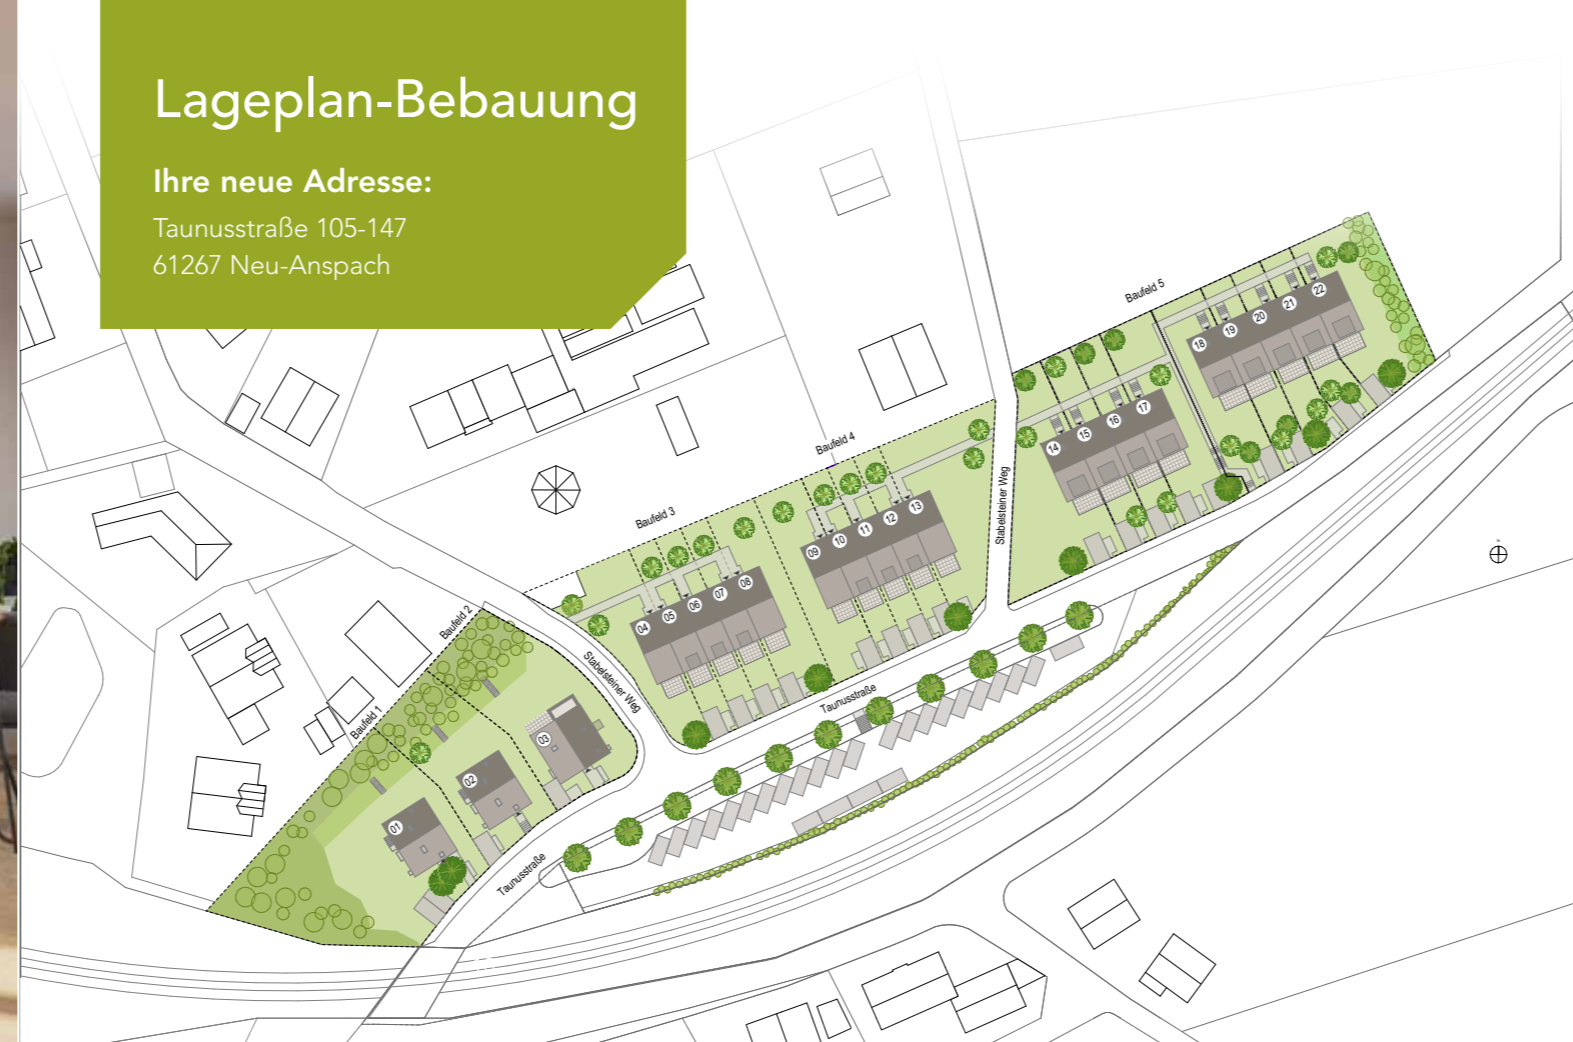 Lageplan-Bebauung
Ihre neue Adresse:
Taunusstraße 105-147
61267 Neu-Anspach
Baufeld 5
22
21
20
19
18
17
16
15
14
Baufeld 4
13
12
11
10
09
Stabelsteiner Weg
Baufeld 3
08
07
06
05
04
Baufeld 2
Stabelsteiner Weg
Taunusstraße
Baufeld 1
03
02
01
Taunusstraße